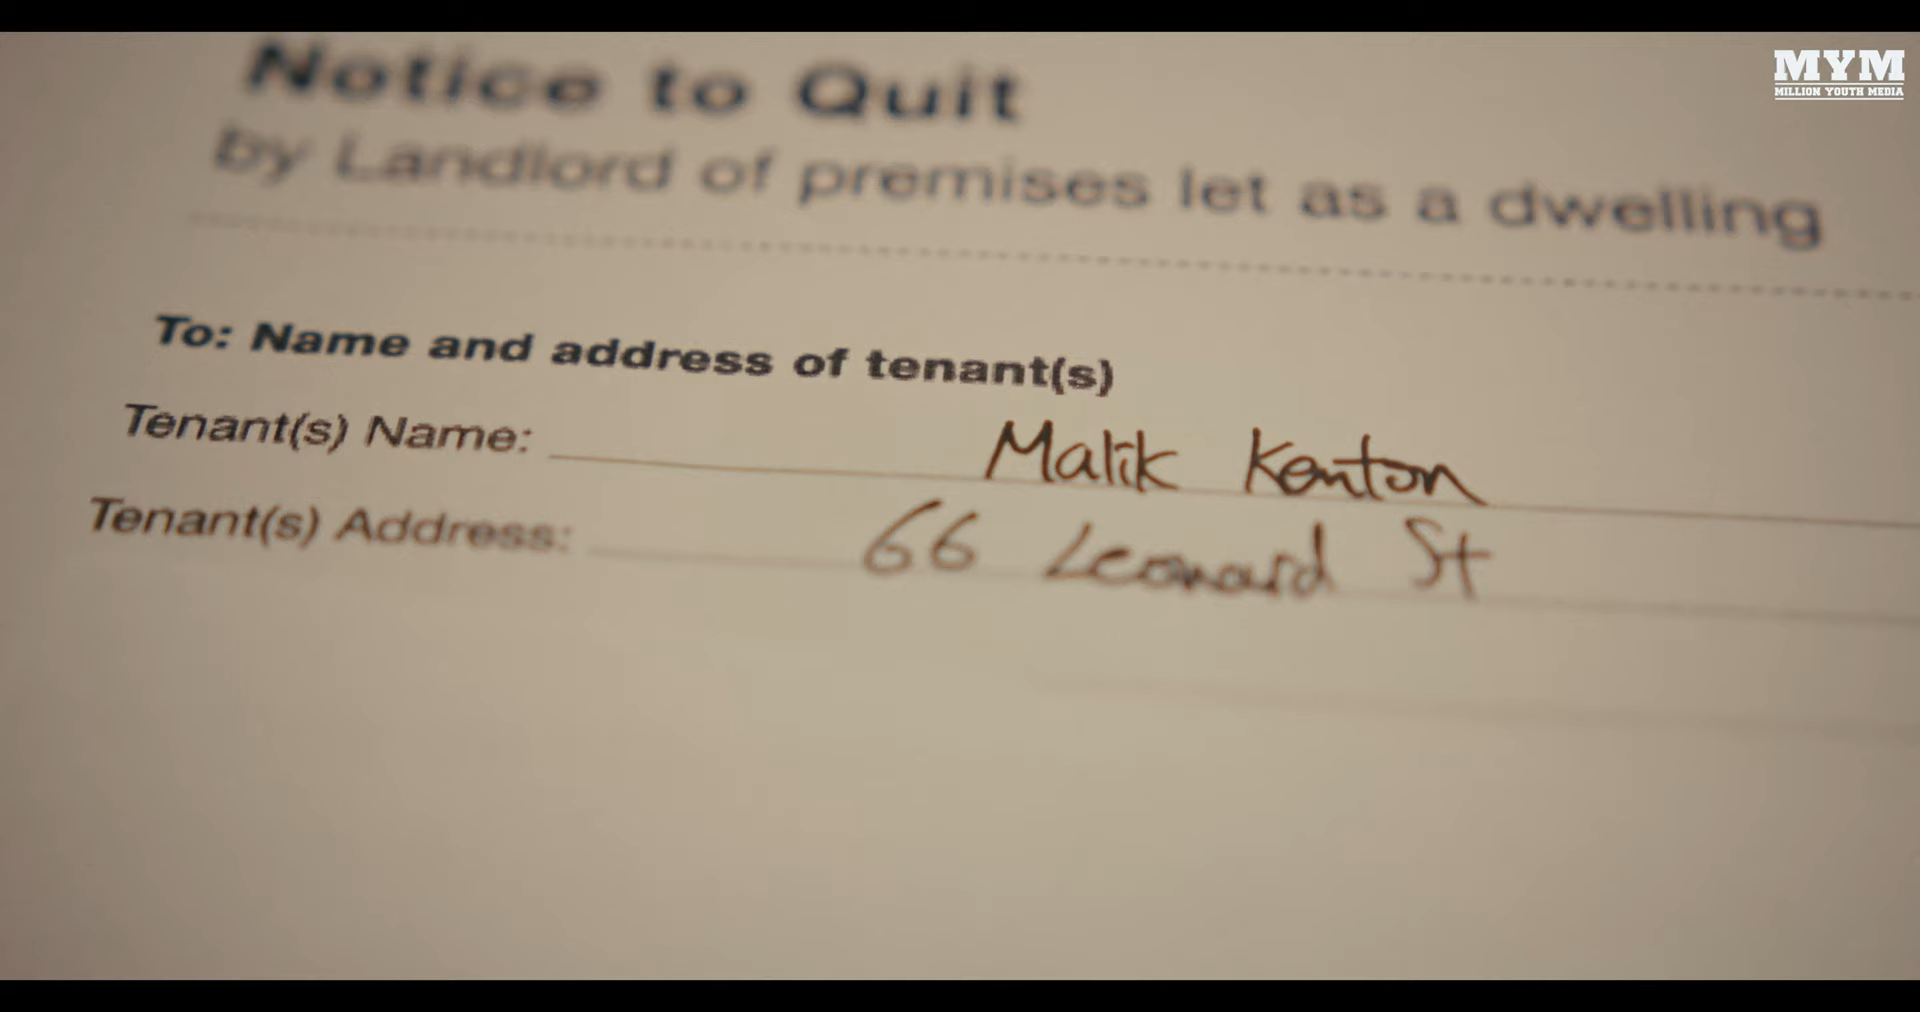 Notice to Quit
by Landlord of premises let as a dwelling
To: Name and address of tenant(s)
Tenant(s) Name: Malik Kenton
Tenant(s) Address: 66 Leonard St
MYM
MILLION YOUTH MEDIA